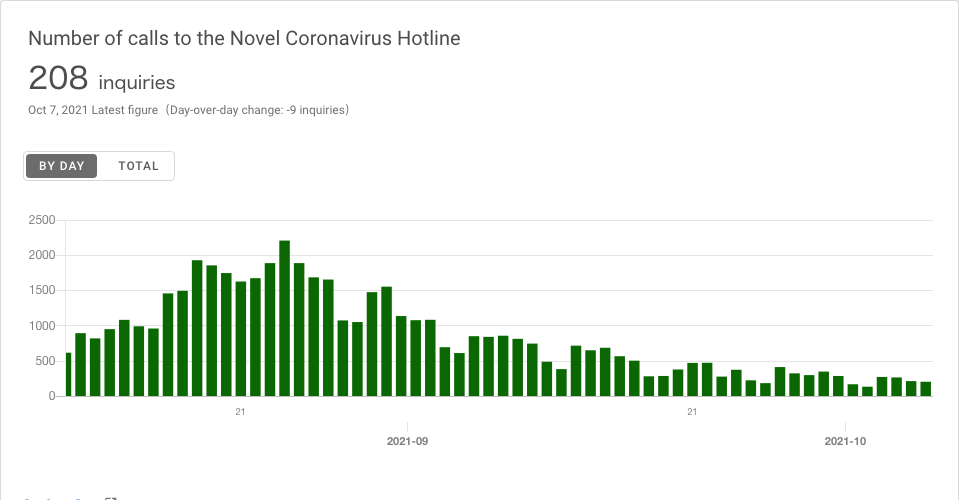 Number of calls to the Novel Coronavirus Hotline
208 inquiries
Oct 7, 2021 Latest figure（Day-over-day change: -9 inquiries）
BY DAY TOTAL
2500
2000
1500
1000
500
0
21 21
2021-09 2021-10